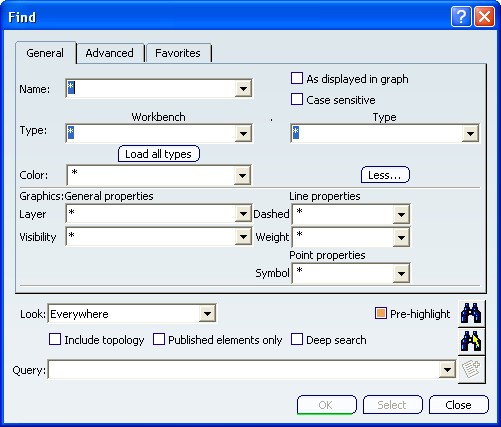 Find
General Advanced Favorites
Name: * As displayed in graph
Case sensitive
Workbench Type
Type: * *
Load all types
Color: * Less...
Graphics: General properties Line properties
Layer * Dashed *
Visibility * Weight *
Point properties
Symbol *
Look: Everywhere Pre-highlight
Include topology Published elements only Deep search
Query:
OK Select Close